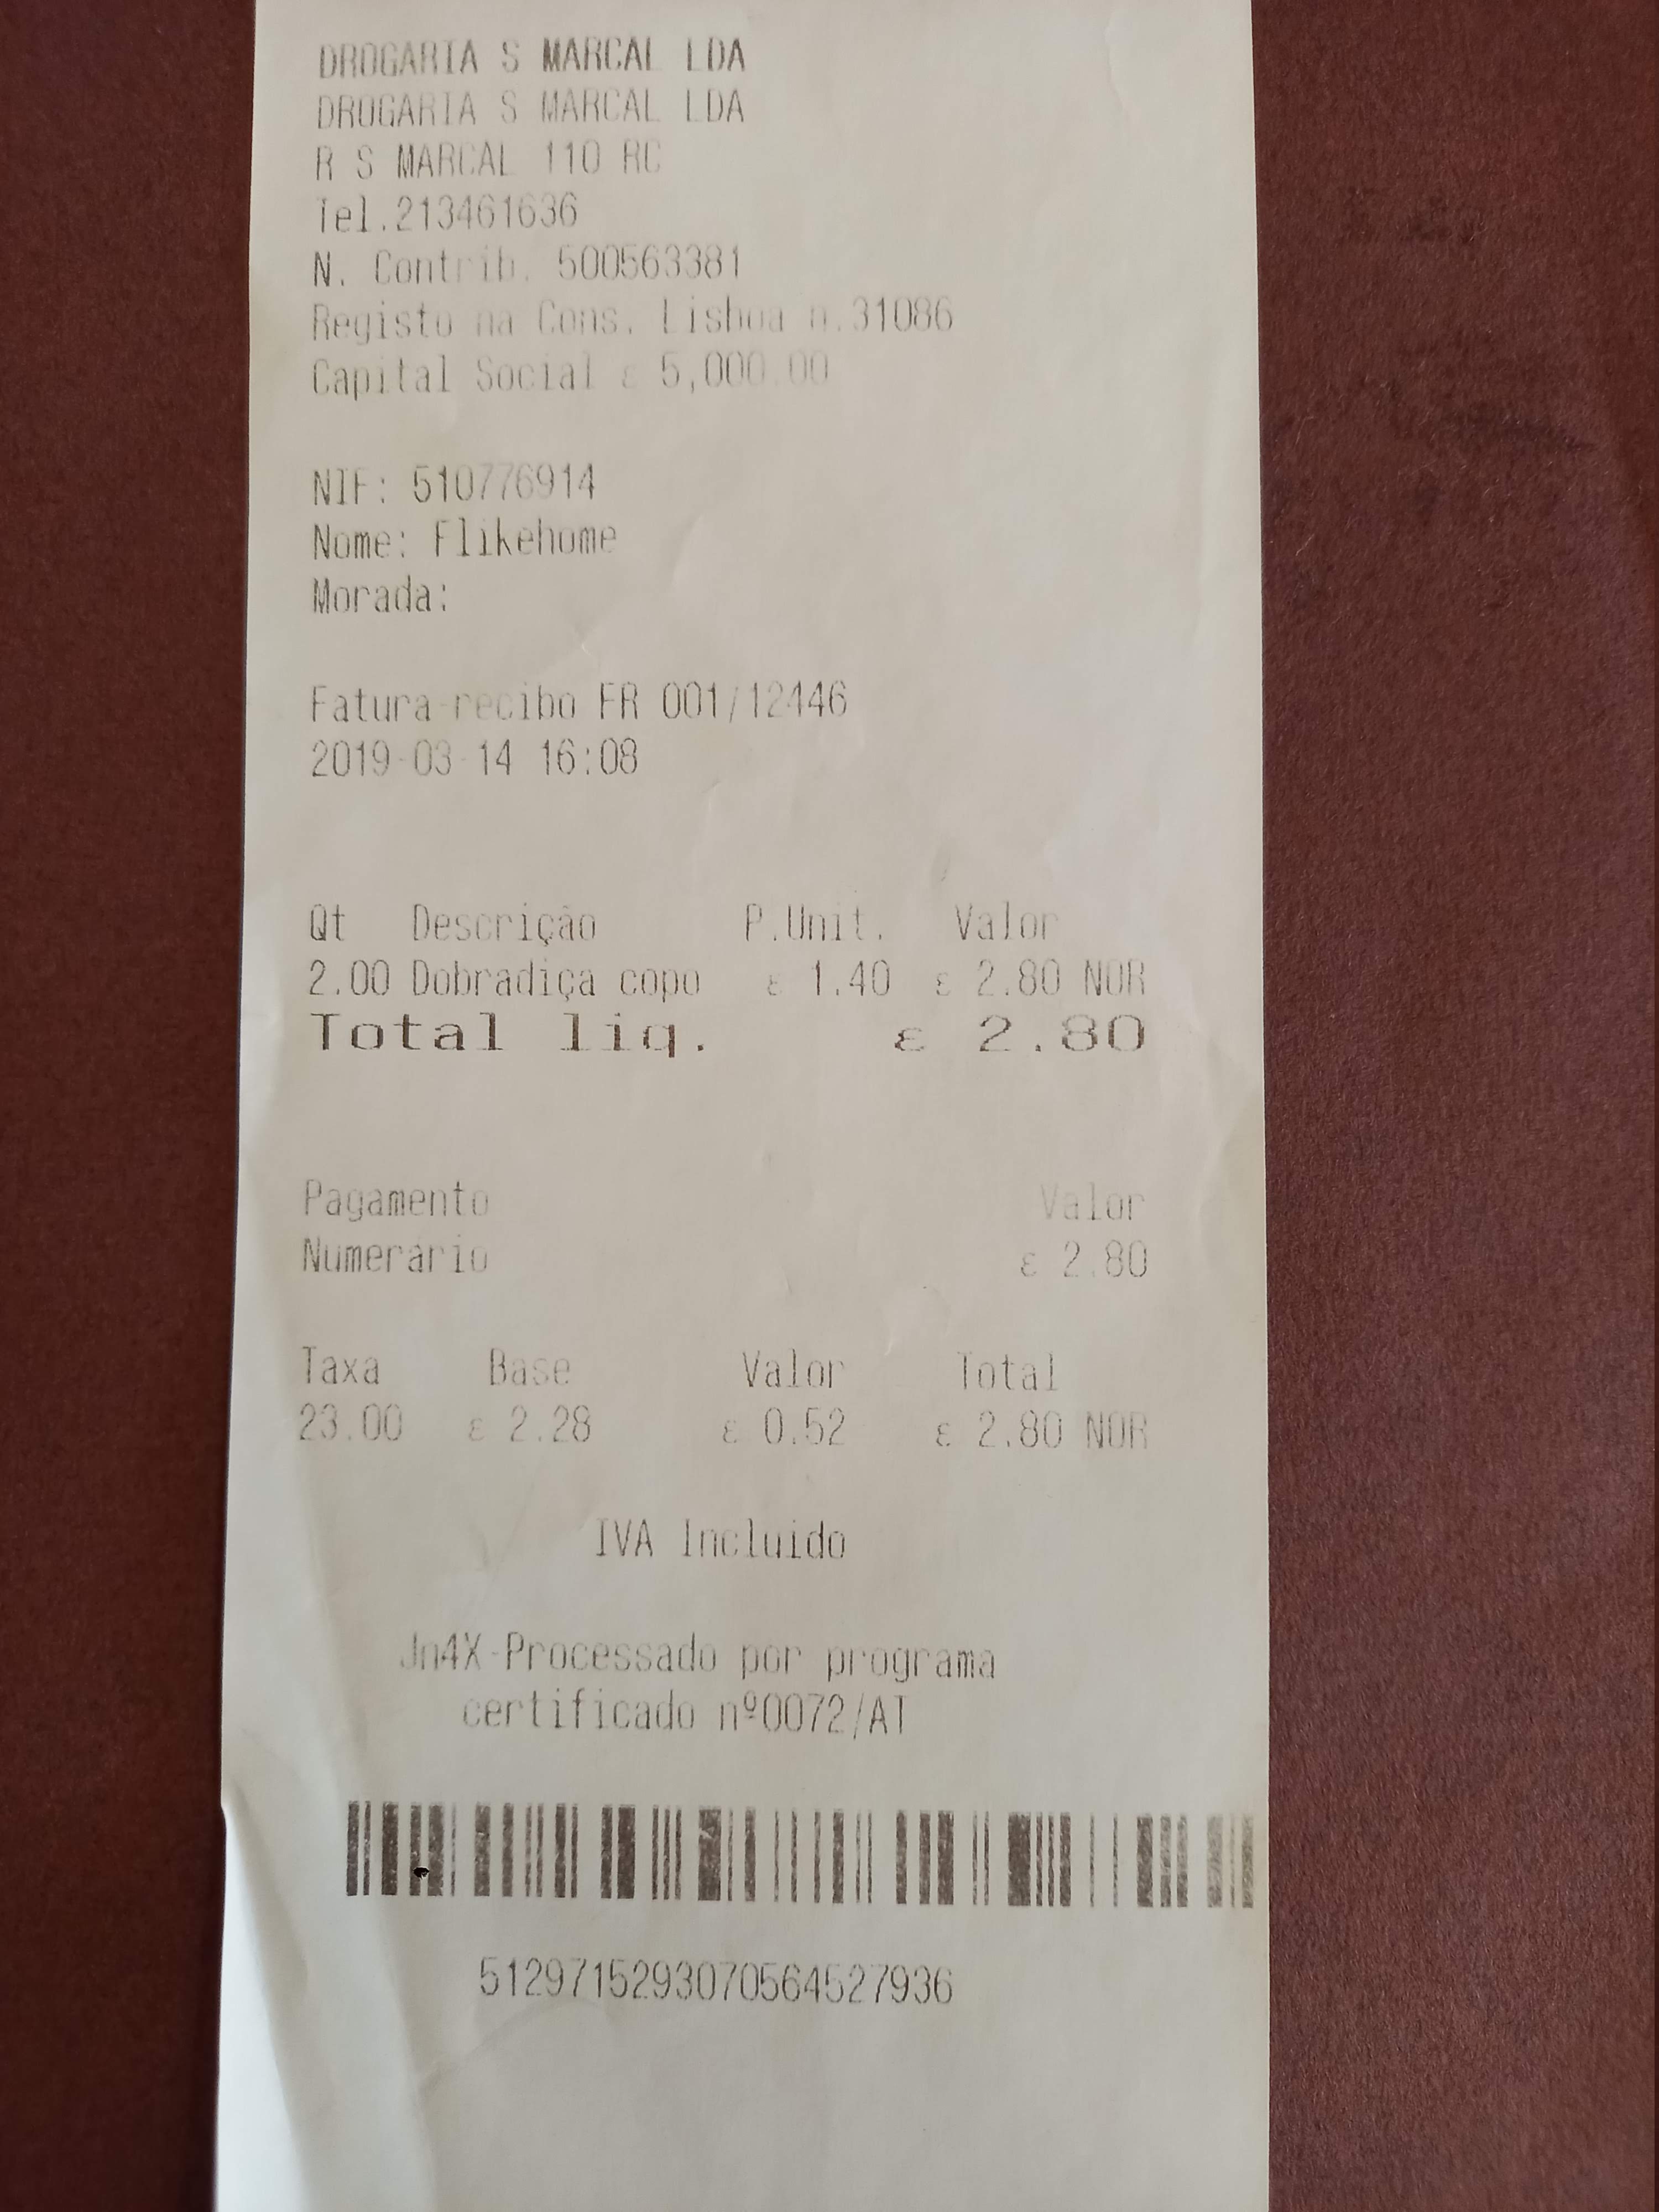 DROGARIA S MARCAL LDA
DROGARIA S MARCAL LDA
R S MARCAL 110 RC
Tel.213461636
N. Contrib. 500563381
Registo na Cons. Lisboa n.31086
Capital Social € 5,000.00
NIF: 510776914
Nome: Flikehome
Morada:
Fatura-recibo FR 001/12446
2019-03-14 16:08
Qt Descrição P.Unit. Valor
2.00 Dobradiça copo € 1.40 € 2.80 NOR
Total liq. € 2.80
Pagamento Valor
Numerário € 2.80
Taxa Base Valor Total
23.00 € 2.28 € 0.52 € 2.80 NOR
IVA Incluido
Jn4X-Processado por programa
certificado nº0072/AT
5129715293070564527936